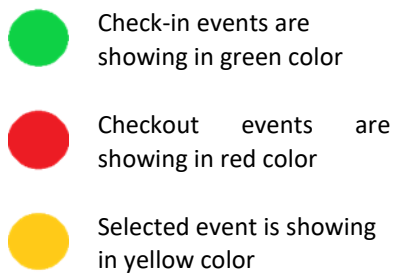 Check-in events are
showing in green color
Checkout events are
showing in red color
Selected event is showing
in yellow color